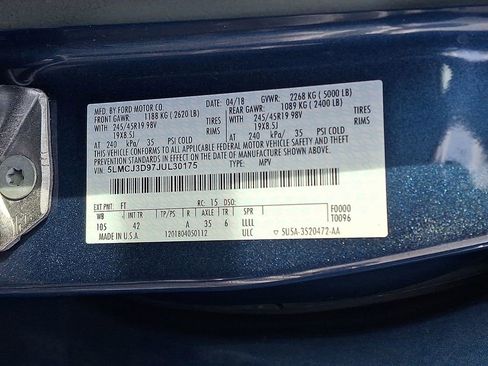 MFD. BY FORD MOTOR CO.
04/18 GVWR: 2268 KG ( 5000 LB)
FRONT GAWR: 1188 KG ( 2620 LB) REAR GAWR: 1089 KG ( 2400 LB)
WITH 245/45R19 98V TIRES WITH 245/45R19 98V TIRES
19X8.5J RIMS 19X8.5J RIMS
AT 240 KPA/ 35 PSI COLD AT 240 KPA/ 35 PSI COLD
THIS VEHICLE CONFORMS TO ALL APPLICABLE FEDERAL MOTOR VEHICLE SAFETY AND
THEFT PREVENTION STANDARDS IN EFFECT ON THE DATE OF MANUFACTURE SHOWN ABOVE.
VIN: 5LMCJ3D97JUL30175 TYPE: MPV
EXT PNT: FT RC: 15 DSO:
WB INT TR TP/PS R AXLE TR SPR F0000
105 42 A 35 6 LLLL T0096
MADE IN U.S.A. 1201804050112 ULC 5USA-3520472-AA